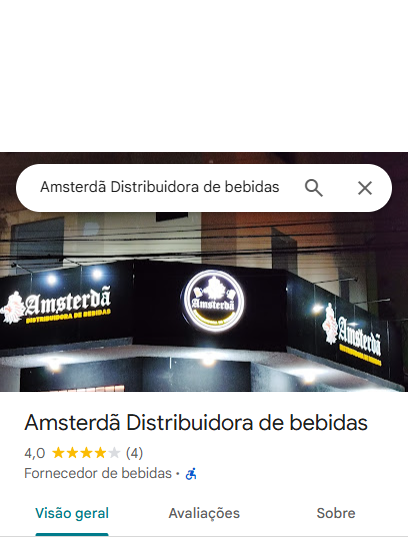 Amsterdã Distribuidora de bebidas
Amsterdã
DISTRIBUIDORA DE BEBIDAS
Amsterdã
Amsterdã
DISTRIBUIDORA DE BEBIDAS
Amsterdã Distribuidora de bebidas
4,0 (4)
Fornecedor de bebidas ·
Visão geral
Avaliações
Sobre